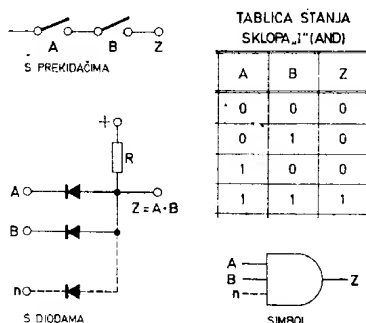 A B Z
S PREKIDAČIMA
+
R
A
Z = A · B
B
n
S DIODAMA
TABLICA STANJA
SKLOPA „I" (AND)
A B Z
0 0 0
0 1 0
1 0 0
1 1 1
A
B
n
Z
SIMBOL